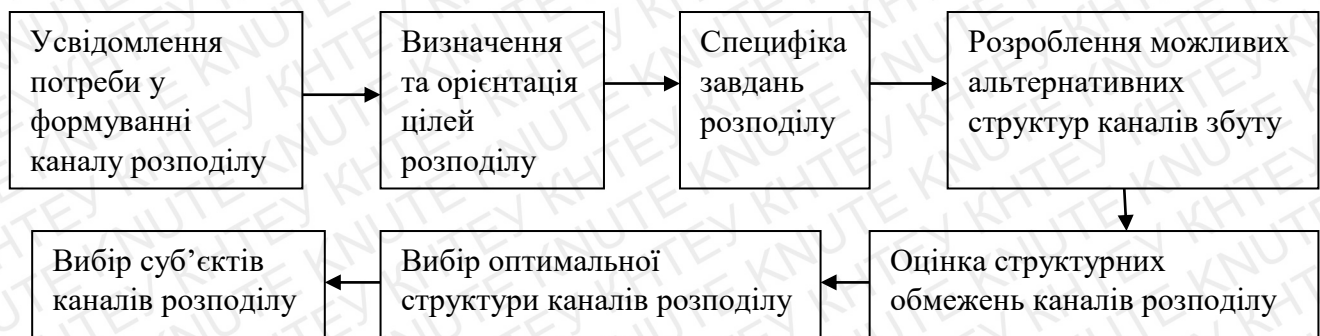 Усвідомлення
потреби у
формуванні
каналу розподілу
Визначення
та орієнтація
цілей
розподілу
Специфіка
завдань
розподілу
Розроблення можливих
альтернативних
структур каналів збуту
Оцінка структурних
обмежень каналів розподілу
Вибір оптимальної
структури каналів розподілу
Вибір суб’єктів
каналів розподілу